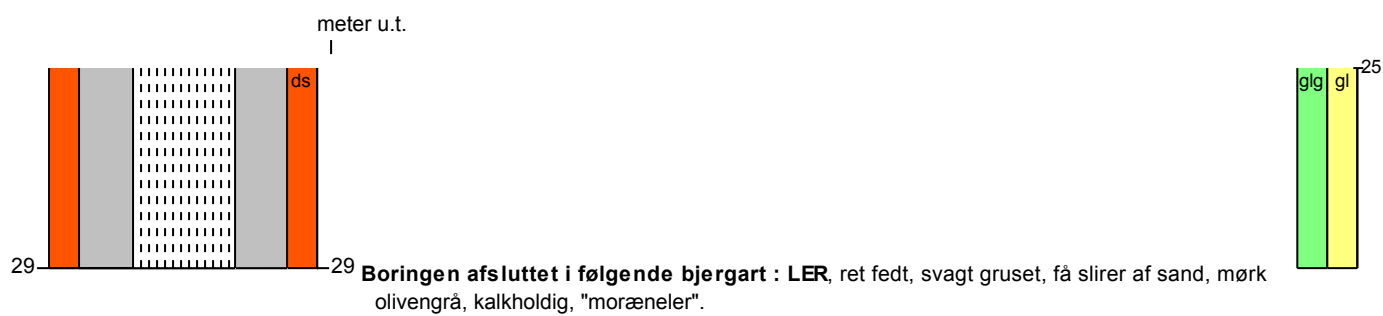 meter u.t.
ds
glg gl 25
29 29 Boringen afsluttet i følgende bjergart : LER, ret fedt, svagt gruset, få slirer af sand, mørk
olivengrå, kalkholdig, "moræneler".